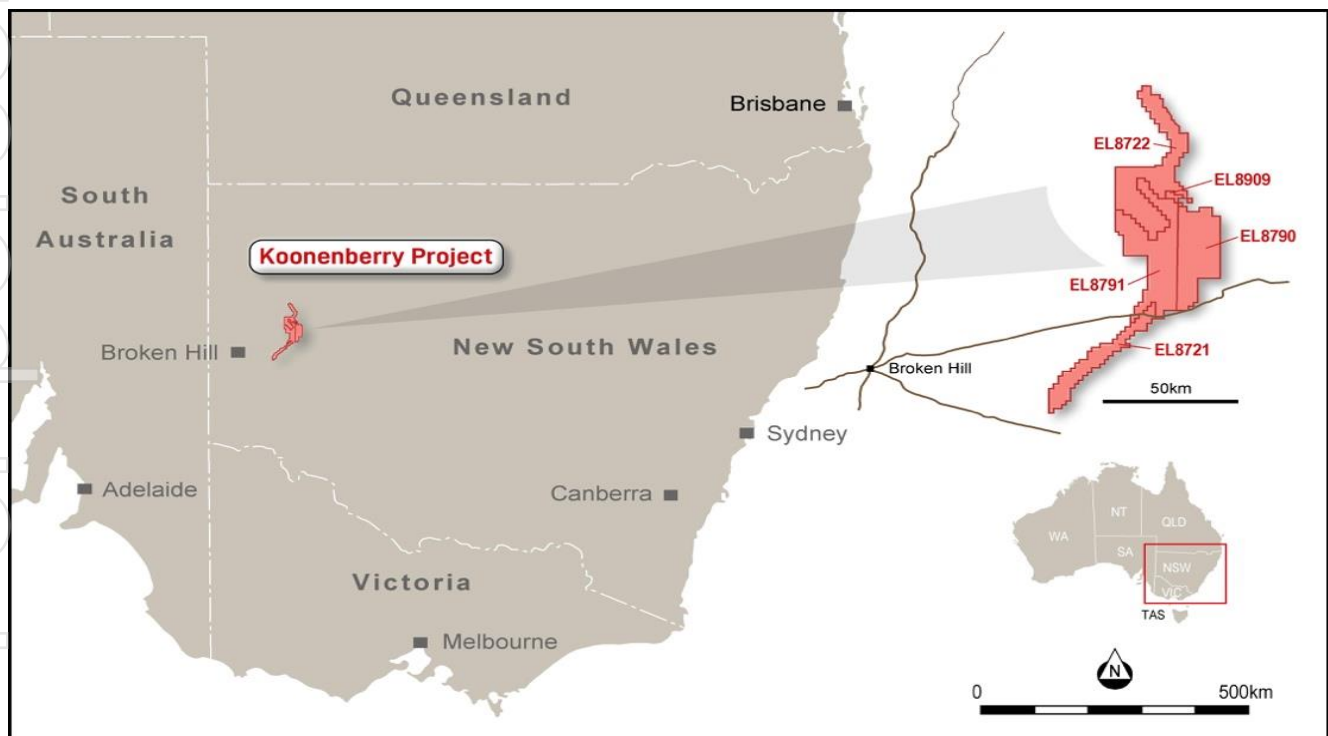 Queensland
Brisbane
South
Australia
Koonenberry Project
Broken Hill
New South Wales
Sydney
Adelaide
Canberra
Victoria
Melbourne
EL8722
EL8909
EL8790
EL8791
EL8721
Broken Hill
50km
NT
QLD
WA
SA
NSW
VIC
TAS
N
0
500km